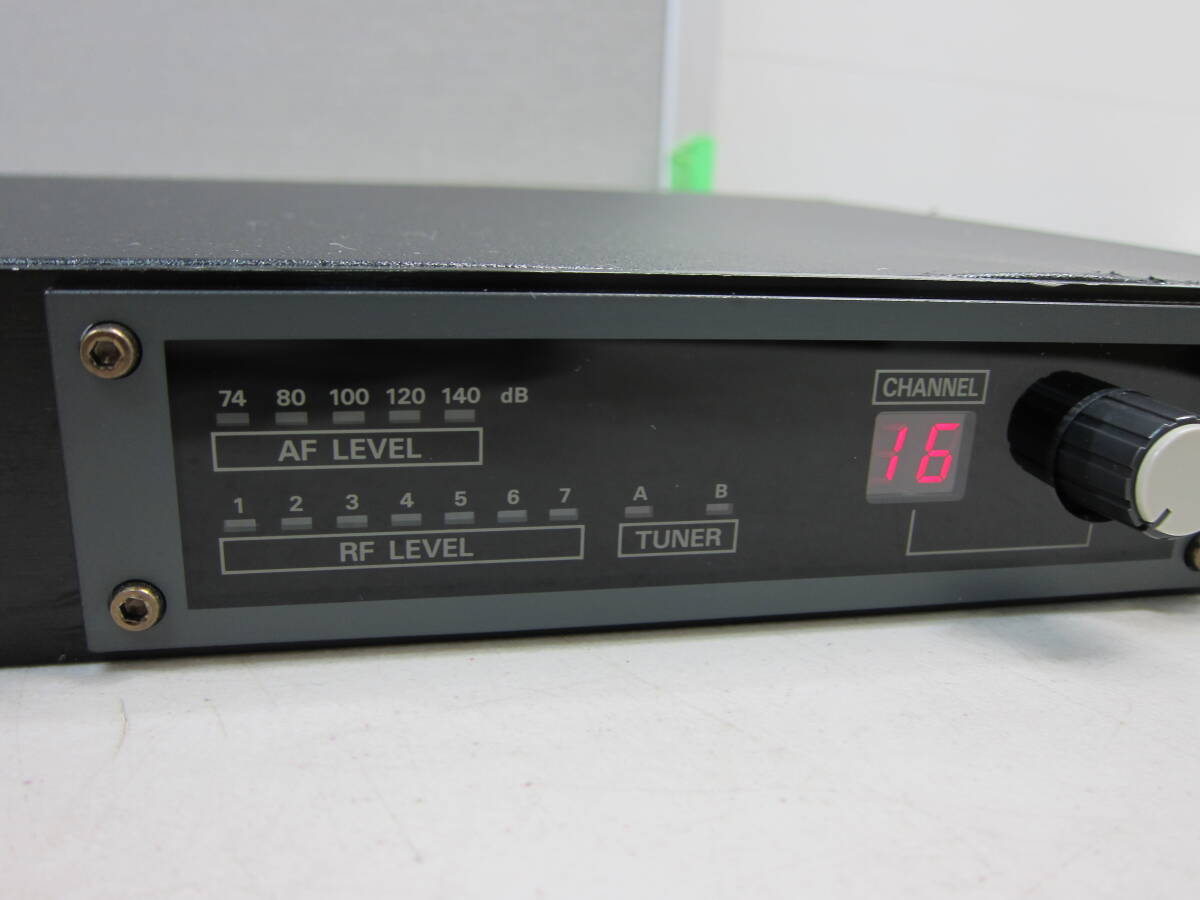 74 80 100 120 140 dB
AF LEVEL
1 2 3 4 5 6 7
RF LEVEL
A B
TUNER
CHANNEL
16